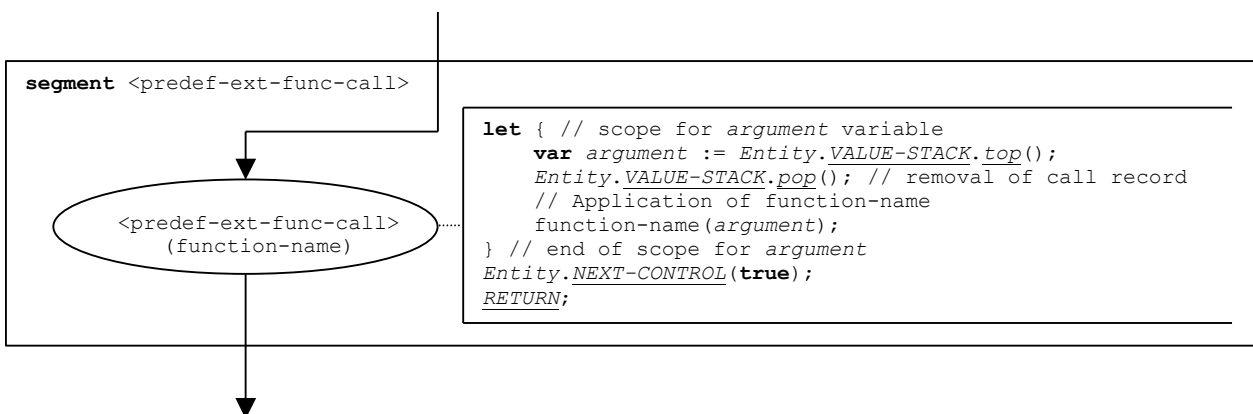 segment <predef-ext-func-call>
<predef-ext-func-call>
(function-name)
let { // scope for argument variable
var argument := Entity.VALUE-STACK.top();
Entity.VALUE-STACK.pop(); // removal of call record
// Application of function-name
function-name(argument);
} // end of scope for argument
Entity.NEXT-CONTROL(true);
RETURN;